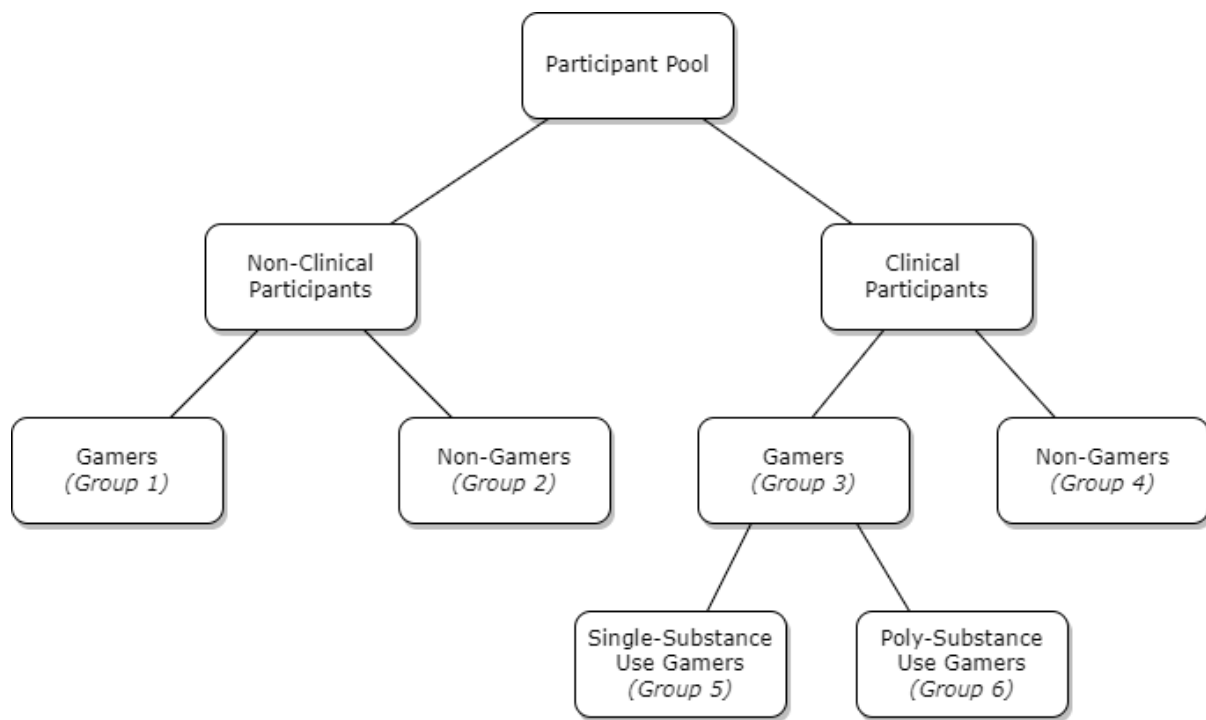 Participant Pool
Non-Clinical
Participants
Clinical
Participants
Gamers
(Group 1)
Non-Gamers
(Group 2)
Gamers
(Group 3)
Non-Gamers
(Group 4)
Single-Substance
Use Gamers
(Group 5)
Poly-Substance
Use Gamers
(Group 6)